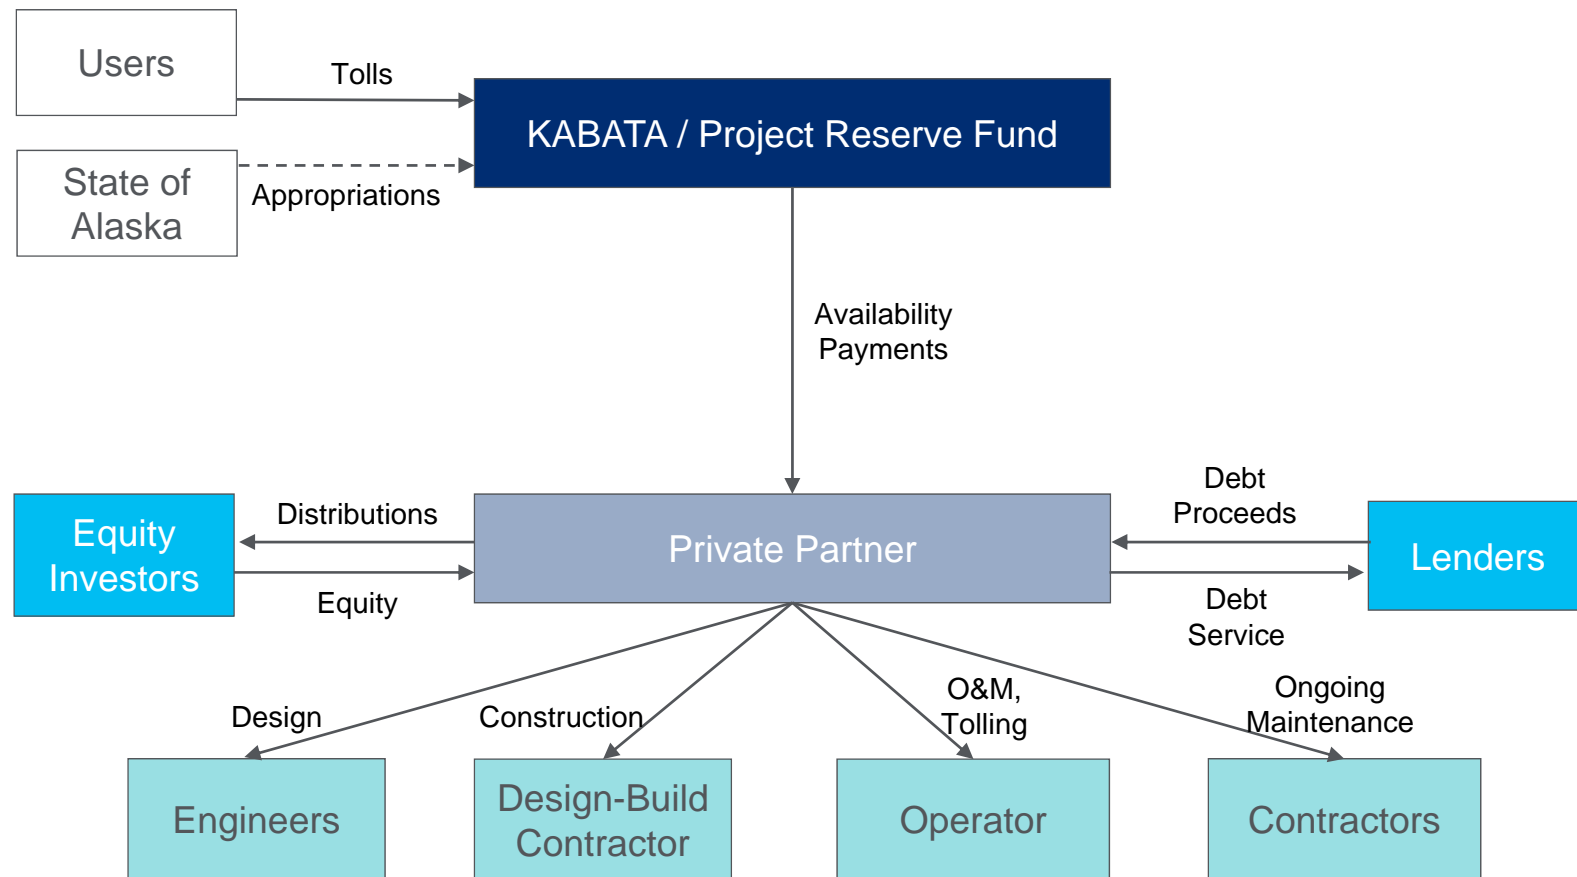 Users
Tolls
KABATA / Project Reserve Fund
State of
Alaska
Appropriations
Availability
Payments
Equity
Investors
Distributions
Equity
Private Partner
Debt
Proceeds
Debt
Service
Lenders
Design
Construction
O&M,
Tolling
Ongoing
Maintenance
Engineers
Design-Build
Contractor
Operator
Contractors